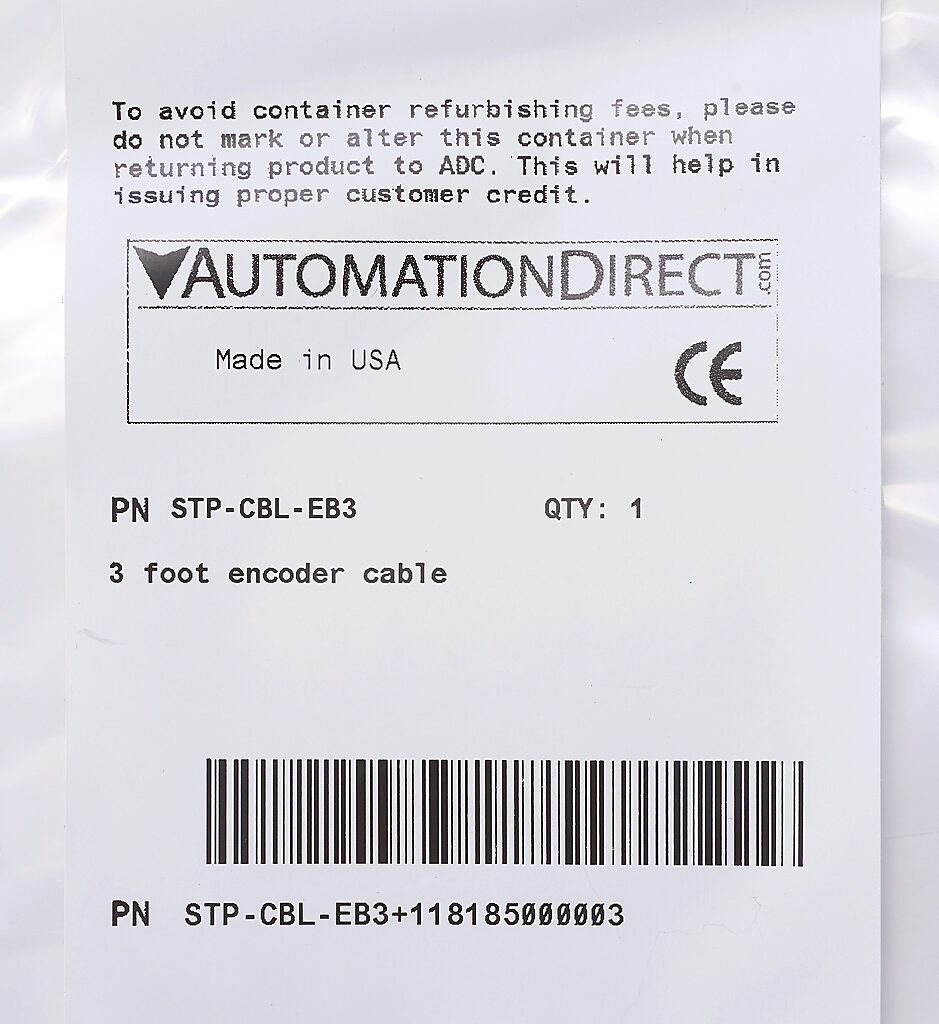 To avoid container refurbishing fees, please
do not mark or alter this container when
returning product to ADC. This will help in
issuing proper customer credit.
AUTOMATIONDIRECT.com
Made in USA CE
PN STP-CBL-EB3 QTY: 1
3 foot encoder cable
PN STP-CBL-EB3+118185000003